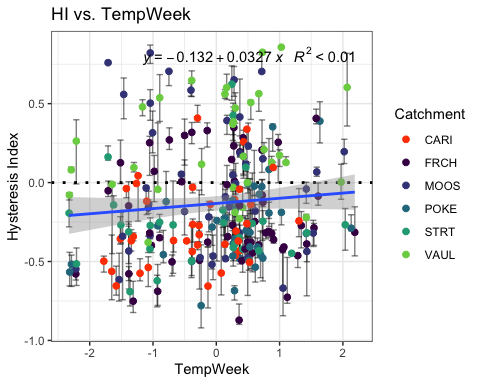 HI vs. TempWeek
y = −0.132 + 0.0327 x R² < 0.01
Hysteresis Index
0.5
0.0
-0.5
-1.0
-2 -1 0 1 2
TempWeek
Catchment
CARI
FRCH
MOOS
POKE
STRT
VAUL